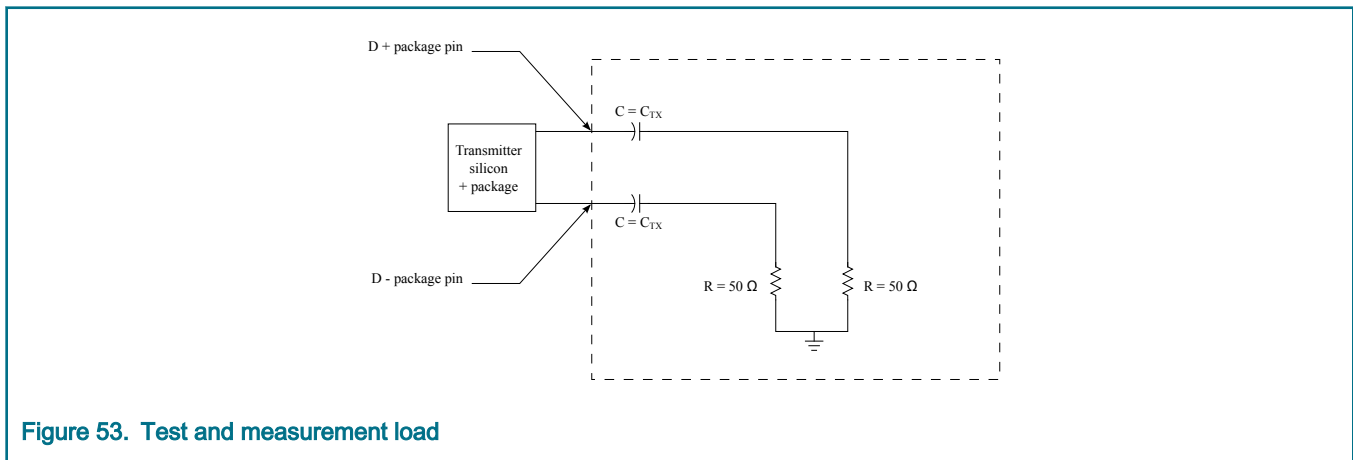 D + package pin
C = CTX
Transmitter
silicon
+ package
C = CTX
D - package pin
R = 50 Ω
R = 50 Ω
Figure 53. Test and measurement load